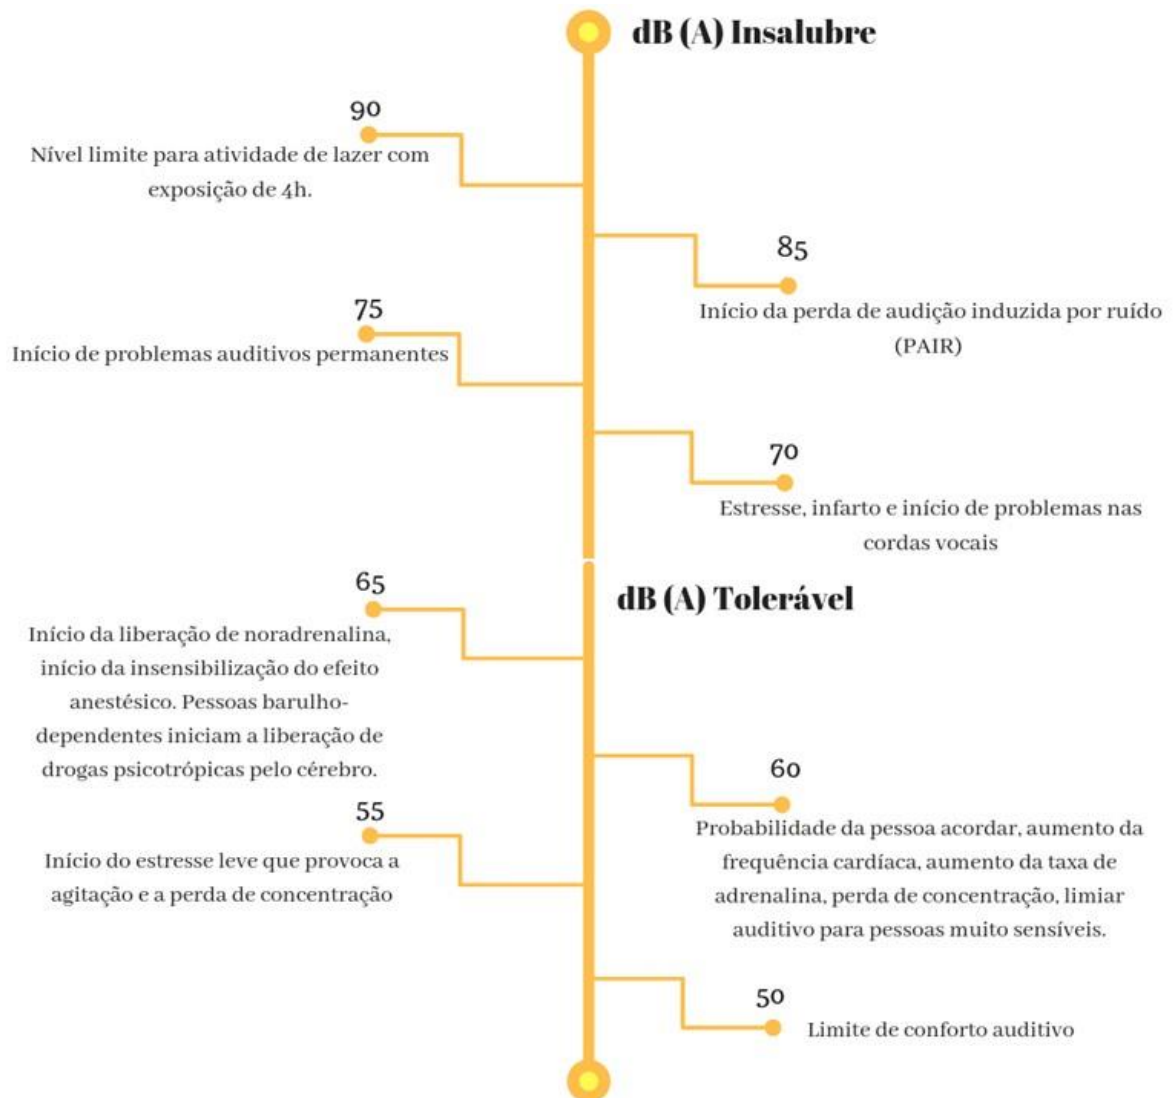 dB (A) Insalubre
90
Nível limite para atividade de lazer com
exposição de 4h.
85
Início da perda de audição induzida por ruído
(PAIR)
75
Início de problemas auditivos permanentes
70
Estresse, infarto e início de problemas nas
cordas vocais
dB (A) Tolerável
65
Início da liberação de noradrenalina,
início da insensibilização do efeito
anestésico. Pessoas barulho-
dependentes iniciam a liberação de
drogas psicotrópicas pelo cérebro.
60
Probabilidade da pessoa acordar, aumento da
frequência cardíaca, aumento da taxa de
adrenalina, perda de concentração, limiar
auditivo para pessoas muito sensíveis.
55
Início do estresse leve que provoca a
agitação e a perda de concentração
50
Limite de conforto auditivo